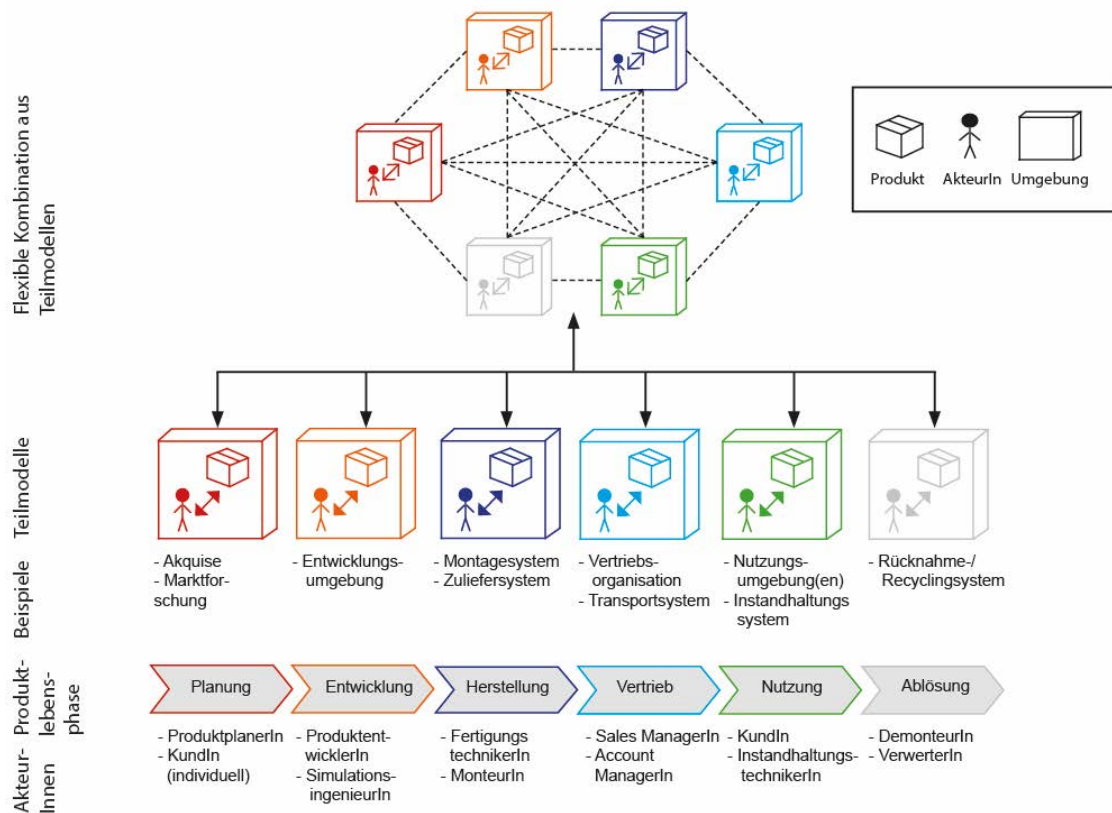 Flexible Kombination aus
Teilmodellen
Produkt
AkteurIn
Umgebung
Teilmodelle
Beispiele
- Akquise
- Marktfor-
schung
- Entwicklungs-
umgebung
- Montagesystem
- Zuliefersystem
- Vertriebs-
organisation
- Transportsystem
- Nutzungs-
umgebung(en)
- Instandhaltungs
system
- Rücknahme-/
Recyclingsystem
Produkt-
lebens-
phase
Planung
Entwicklung
Herstellung
Vertrieb
Nutzung
Ablösung
Akteur-
Innen
- ProduktplanerIn
- KundIn
(individuell)
- Produktent-
wicklerIn
- Simulations-
ingenieurIn
- Fertigungs
technikerIn
- MonteurIn
- Sales ManagerIn
- Account
ManagerIn
- KundIn
- Instandhaltungs-
technikerIn
- DemonteurIn
- VerwerterIn